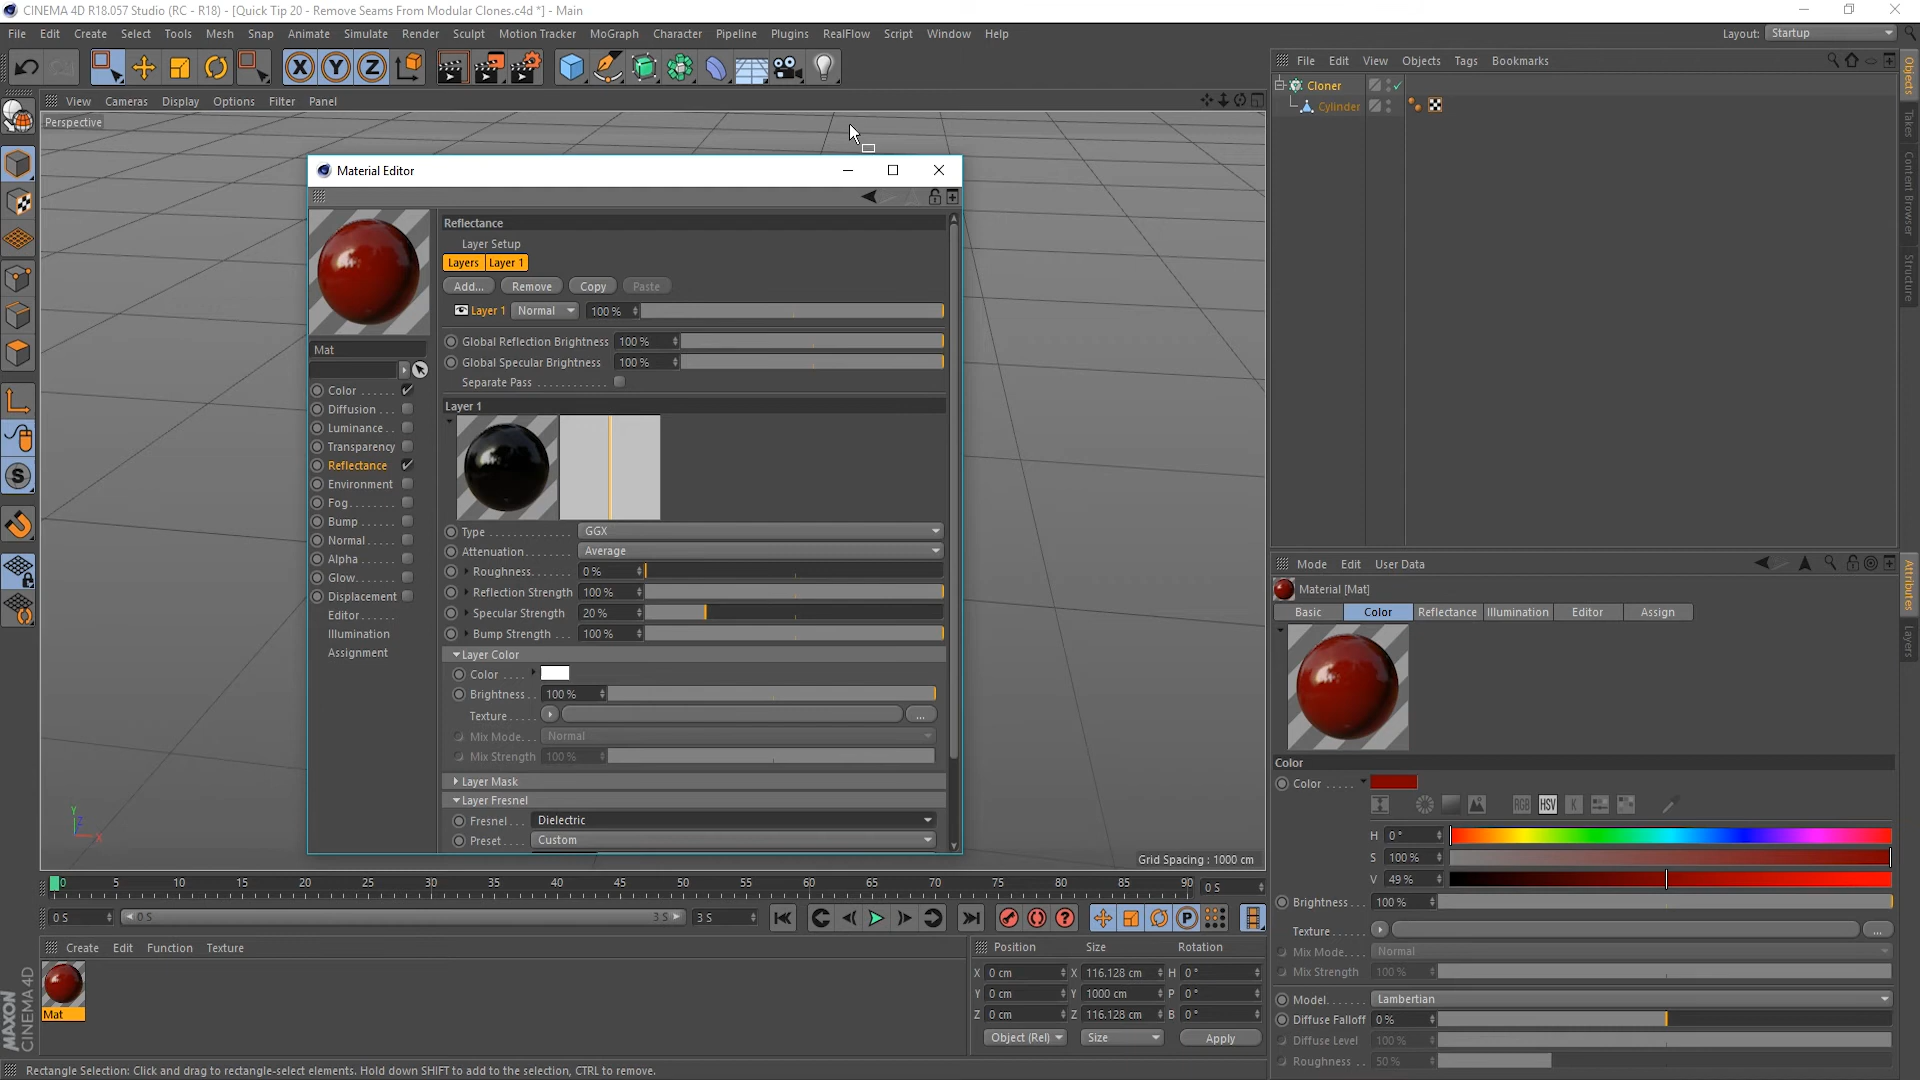 CINEMA 4D R18.057 Studio (RC - R18) - [Quick Tip 20 - Remove Seams From Modular Clones.c4d *] - Main
File Edit Create Select Tools Mesh Snap Animate Simulate Render Sculpt Motion Tracker MoGraph Character Pipeline Plugins RealFlow Script Window Help
Layout: Startup
X Y Z
File Edit View Objects Tags Bookmarks
Cloner
Cylinder
Objects
Takes
Content Browser
Structure
View Cameras Display Options Filter Panel
Perspective
Material Editor
Mat
Color
Diffusion
Luminance
Transparency
Reflectance
Environment
Fog
Bump
Normal
Alpha
Glow
Displacement
Editor
Illumination
Assignment
Reflectance
Layer Setup
Layers Layer 1
Add... Remove Copy Paste
Layer 1 Normal 100 %
Global Reflection Brightness 100 %
Global Specular Brightness 100 %
Separate Pass
Layer 1
Type GGX
Attenuation Average
Roughness 0 %
Reflection Strength 100 %
Specular Strength 20 %
Bump Strength 100 %
Layer Color
Color
Brightness 100 %
Texture ...
Mix Mode Normal
Mix Strength 100 %
Layer Mask
Layer Fresnel
Fresnel Dielectric
Preset Custom
Y
Z
X
Grid Spacing : 1000 cm
0 5 10 15 20 25 30 35 40 45 50 55 60 65 70 75 80 85 90 0 S
0 S 0 S 3 S 3 S
P
S
Create Edit Function Texture
Mat
MAXON
CINEMA 4D
Position Size Rotation
X 0 cm X 116.128 cm H 0 °
Y 0 cm Y 1000 cm P 0 °
Z 0 cm Z 116.128 cm B 0 °
Object (Rel) Size Apply
Rectangle Selection: Click and drag to rectangle-select elements. Hold down SHIFT to add to the selection, CTRL to remove.
Mode Edit User Data
Material [Mat]
Basic Color Reflectance Illumination Editor Assign
Color
Color
RGB HSV K
H 0 °
S 100 %
V 49 %
Brightness 100 %
Texture ...
Mix Mode Normal
Mix Strength 100 %
Model Lambertian
Diffuse Falloff 0 %
Diffuse Level 100 %
Roughness 50 %
Attributes
Layers